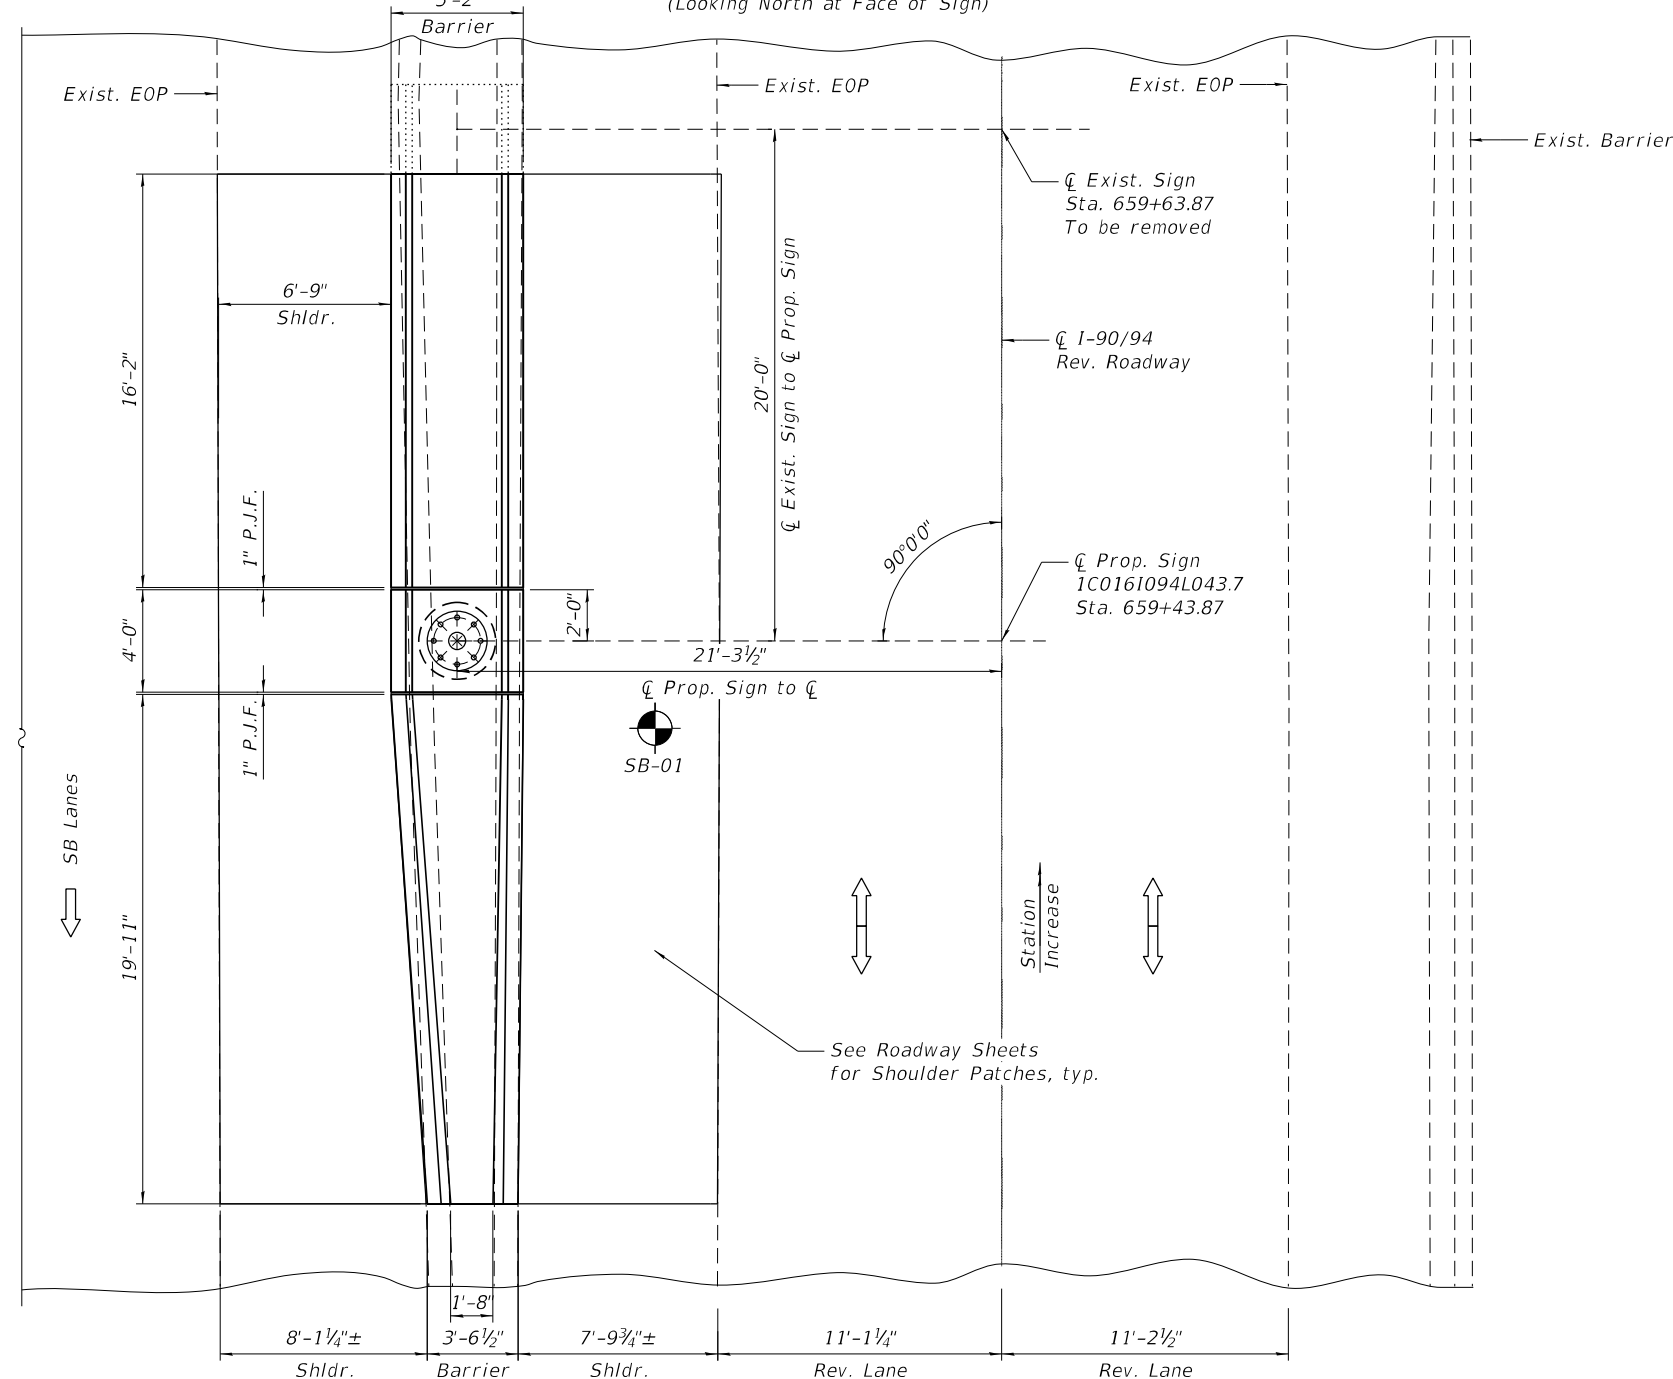 (Looking North at Face of Sign)
Barrier
Exist. EOP
Exist. EOP
Exist. EOP
Exist. Barrier
℄ Exist. Sign
Sta. 659+63.87
To be removed
6'-9"
Shldr.
16'-2"
20'-0"
℄ Exist. Sign to ℄ Prop. Sign
℄ I-90/94
Rev. Roadway
1" P.J.F.
90°0'0"
℄ Prop. Sign
1C016I094L043.7
Sta. 659+43.87
4'-0"
2'-0"
21'-3½"
℄ Prop. Sign to ℄
1" P.J.F.
SB-01
SB Lanes
19'-11"
Station
Increase
See Roadway Sheets
for Shoulder Patches, typ.
1'-8"
8'-1¼"±
Shldr.
3'-6½"
Barrier
7'-9¾"±
Shldr.
11'-1¼"
Rev. Lane
11'-2½"
Rev. Lane